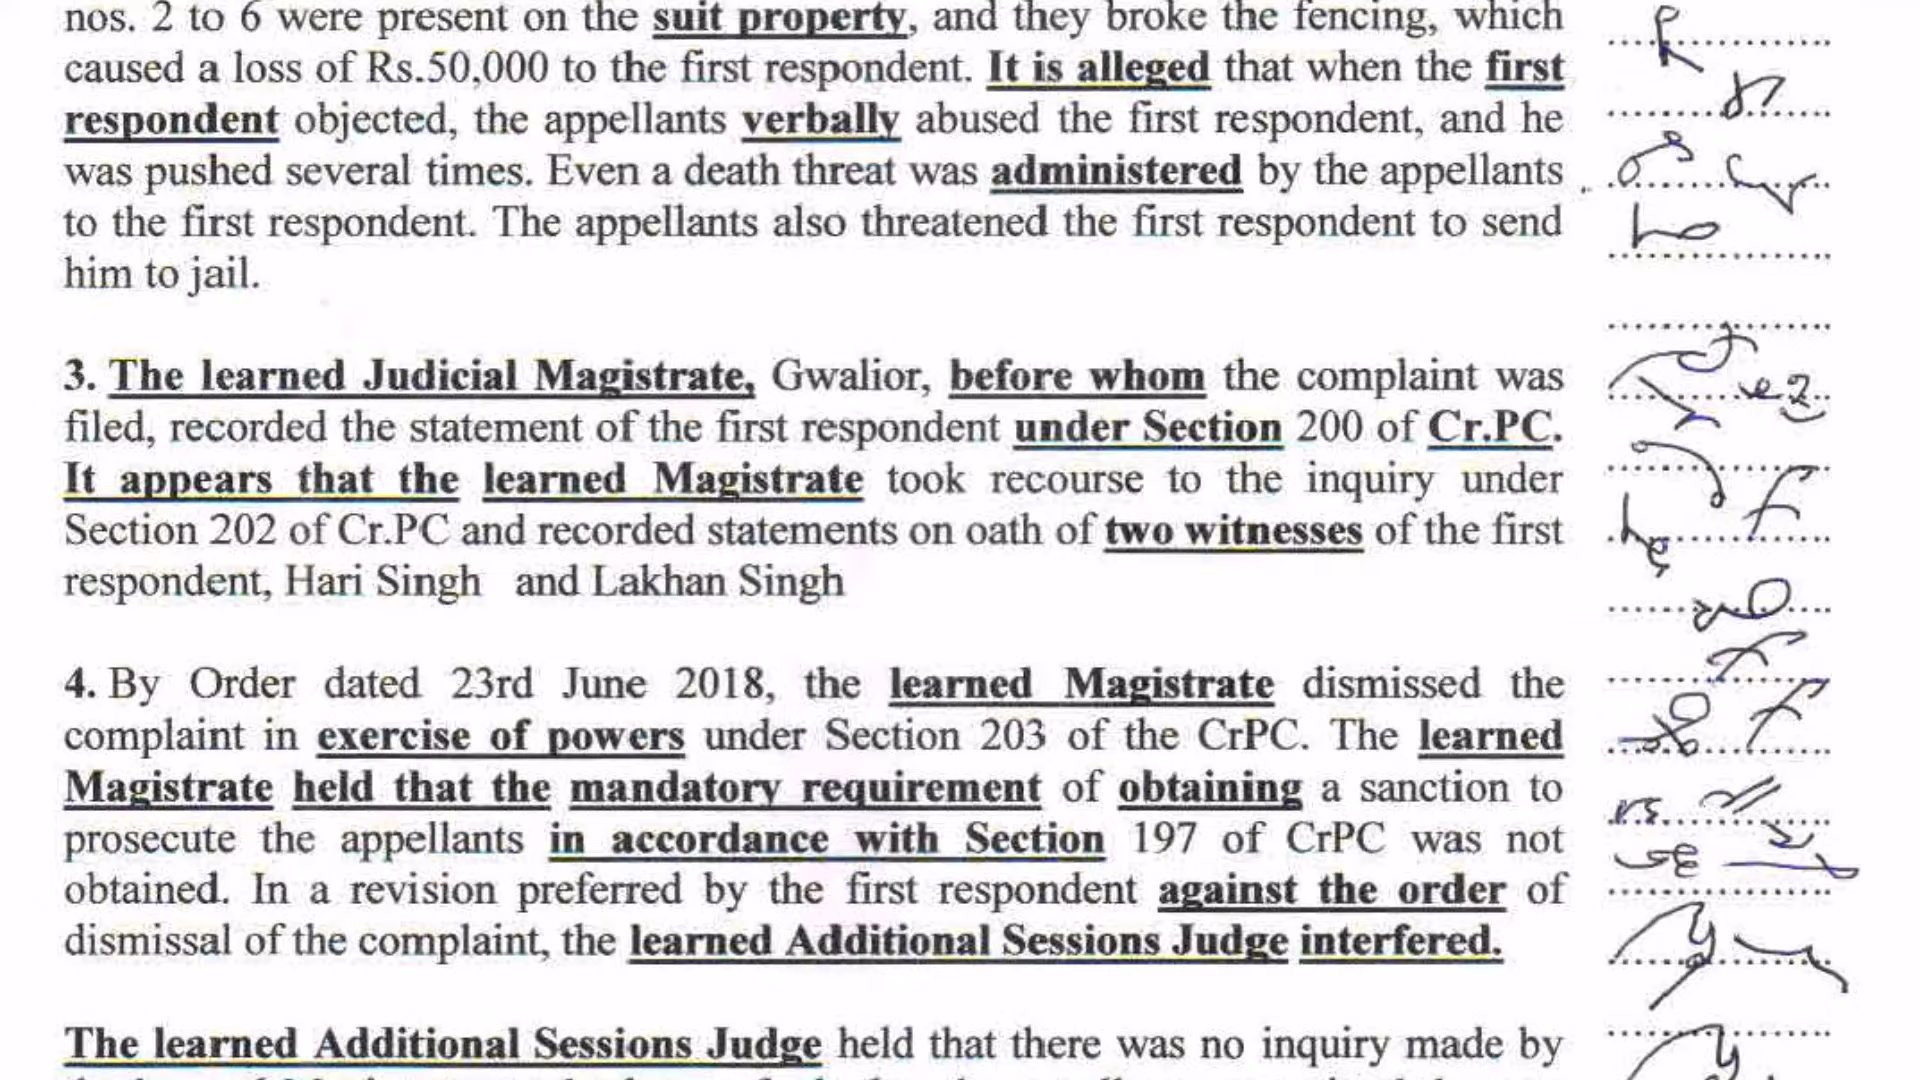 nos. 2 to 6 were present on the suit property, and they broke the fencing, which
caused a loss of Rs.50,000 to the first respondent. It is alleged that when the first
respondent objected, the appellants verbally abused the first respondent, and he
was pushed several times. Even a death threat was administered by the appellants
to the first respondent. The appellants also threatened the first respondent to send
him to jail.
3. The learned Judicial Magistrate, Gwalior, before whom the complaint was
filed, recorded the statement of the first respondent under Section 200 of Cr.PC.
It appears that the learned Magistrate took recourse to the inquiry under
Section 202 of Cr.PC and recorded statements on oath of two witnesses of the first
respondent, Hari Singh and Lakhan Singh
4. By Order dated 23rd June 2018, the learned Magistrate dismissed the
complaint in exercise of powers under Section 203 of the CrPC. The learned
Magistrate held that the mandatory requirement of obtaining a sanction to
prosecute the appellants in accordance with Section 197 of CrPC was not
obtained. In a revision preferred by the first respondent against the order of
dismissal of the complaint, the learned Additional Sessions Judge interfered.
The learned Additional Sessions Judge held that there was no inquiry made by